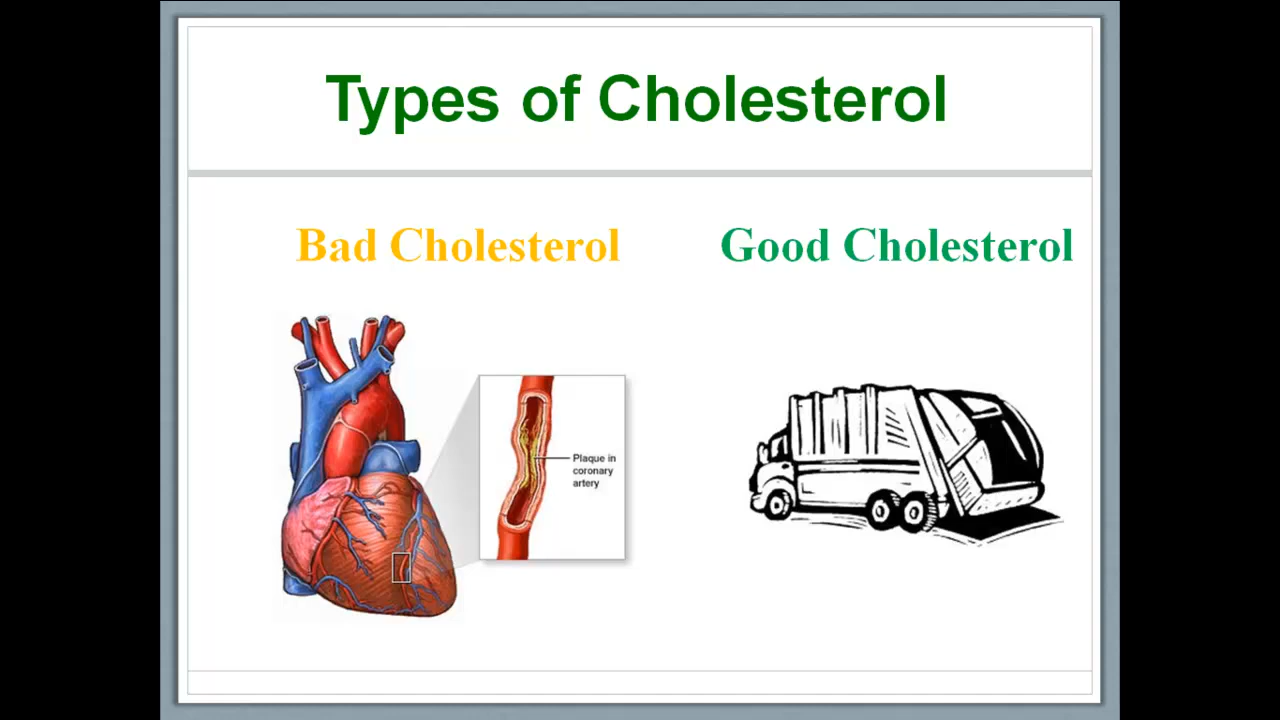 Types of Cholesterol
Bad Cholesterol
Good Cholesterol
Plaque in
coronary
artery